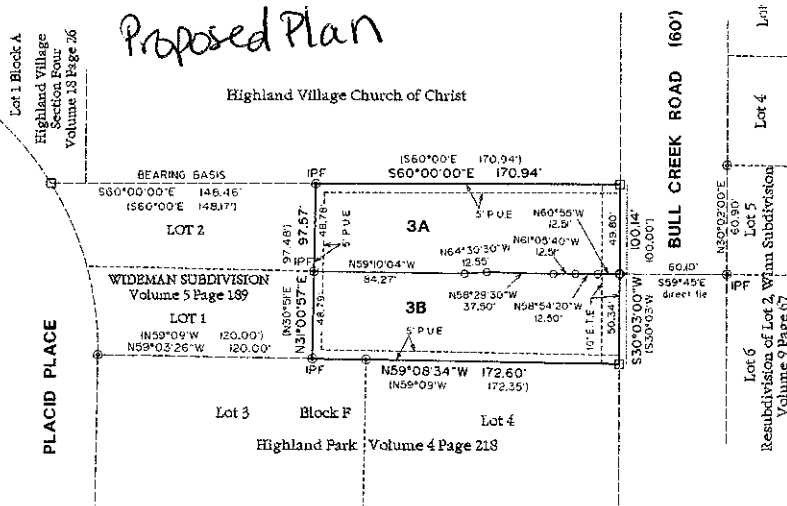 Proposed Plan
Lot 1 Block A
Highland Village
Section Four
Volume 18 Page 26
Highland Village Church of Christ
BULL CREEK ROAD (60')
Lot 4
Lot 5
Lot 6
Resubdivision of Lot 2, Winn Subdivision
Volume 9 Page 67
N30°02'00"E
60.90'
BEARING BASIS
S60°00'00"E 146.46'
(S60°00'E 148.17')
LOT 2
IPF
(S60°00'E 170.94')
S60°00'00"E 170.94'
5' P.U.E
3A
N60°55'W
12.51'
N61°05'40"W
12.51'
N64°30'30"W
12.55'
N59°10'04"W
84.27'
N58°29'30"W
37.50'
N58°54'20"W
12.50'
49.80'
100.14'
(100.00')
60.10'
S59°45'E
direct tie
IPF
97.57'
(97.48')
48.78'
5' P.U.E
IPF
WIDEMAN SUBDIVISION
Volume 5 Page 189
LOT 1
(N59°09'W 120.00')
N59°03'26"W 120.00'
N31°00'57"E
(N30°51'E
48.79'
3B
5' P.U.E
10' E.T.E
50.34'
S30°03'00"W
(S30°03'W
IPF
N59°08'34"W 172.60'
(N59°09'W 172.35')
PLACID PLACE
Lot 3 Block F Lot 4
Highland Park Volume 4 Page 218